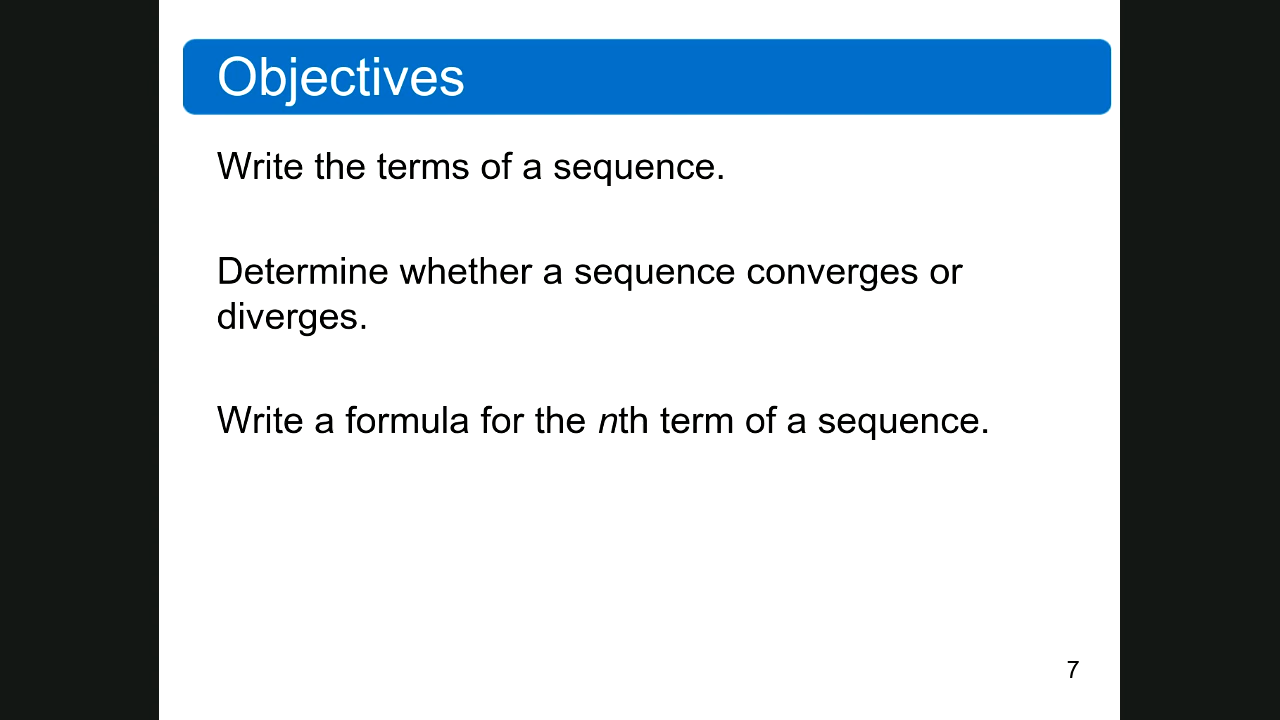 Objectives
Write the terms of a sequence.
Determine whether a sequence converges or
diverges.
Write a formula for the nth term of a sequence.
7